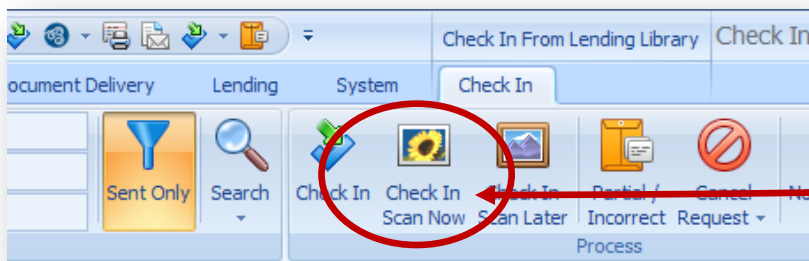 Check In From Lending Library Check In
ocument Delivery Lending System Check In
Sent Only Search Check In Check In Scan Now Check In Scan Later Partial / Incorrect Cancel Request No
Process